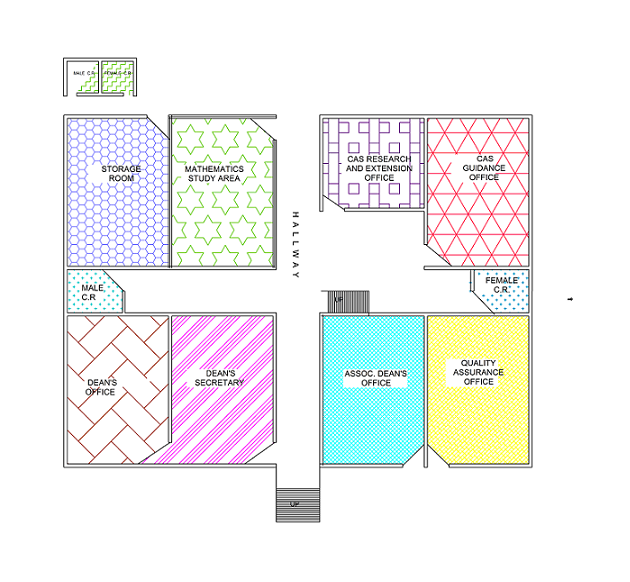 MALE C.R
FEMALE C.R
STORAGE
ROOM
MATHEMATICS
STUDY AREA
CAS RESEARCH
AND EXTENSION
OFFICE
CAS
GUIDANCE
OFFICE
HALLWAY
MALE
C.R
FEMALE
C.R.
UP
DEAN'S
OFFICE
DEAN'S
SECRETARY
ASSOC. DEAN'S
OFFICE
QUALITY
ASSURANCE
OFFICE
UP